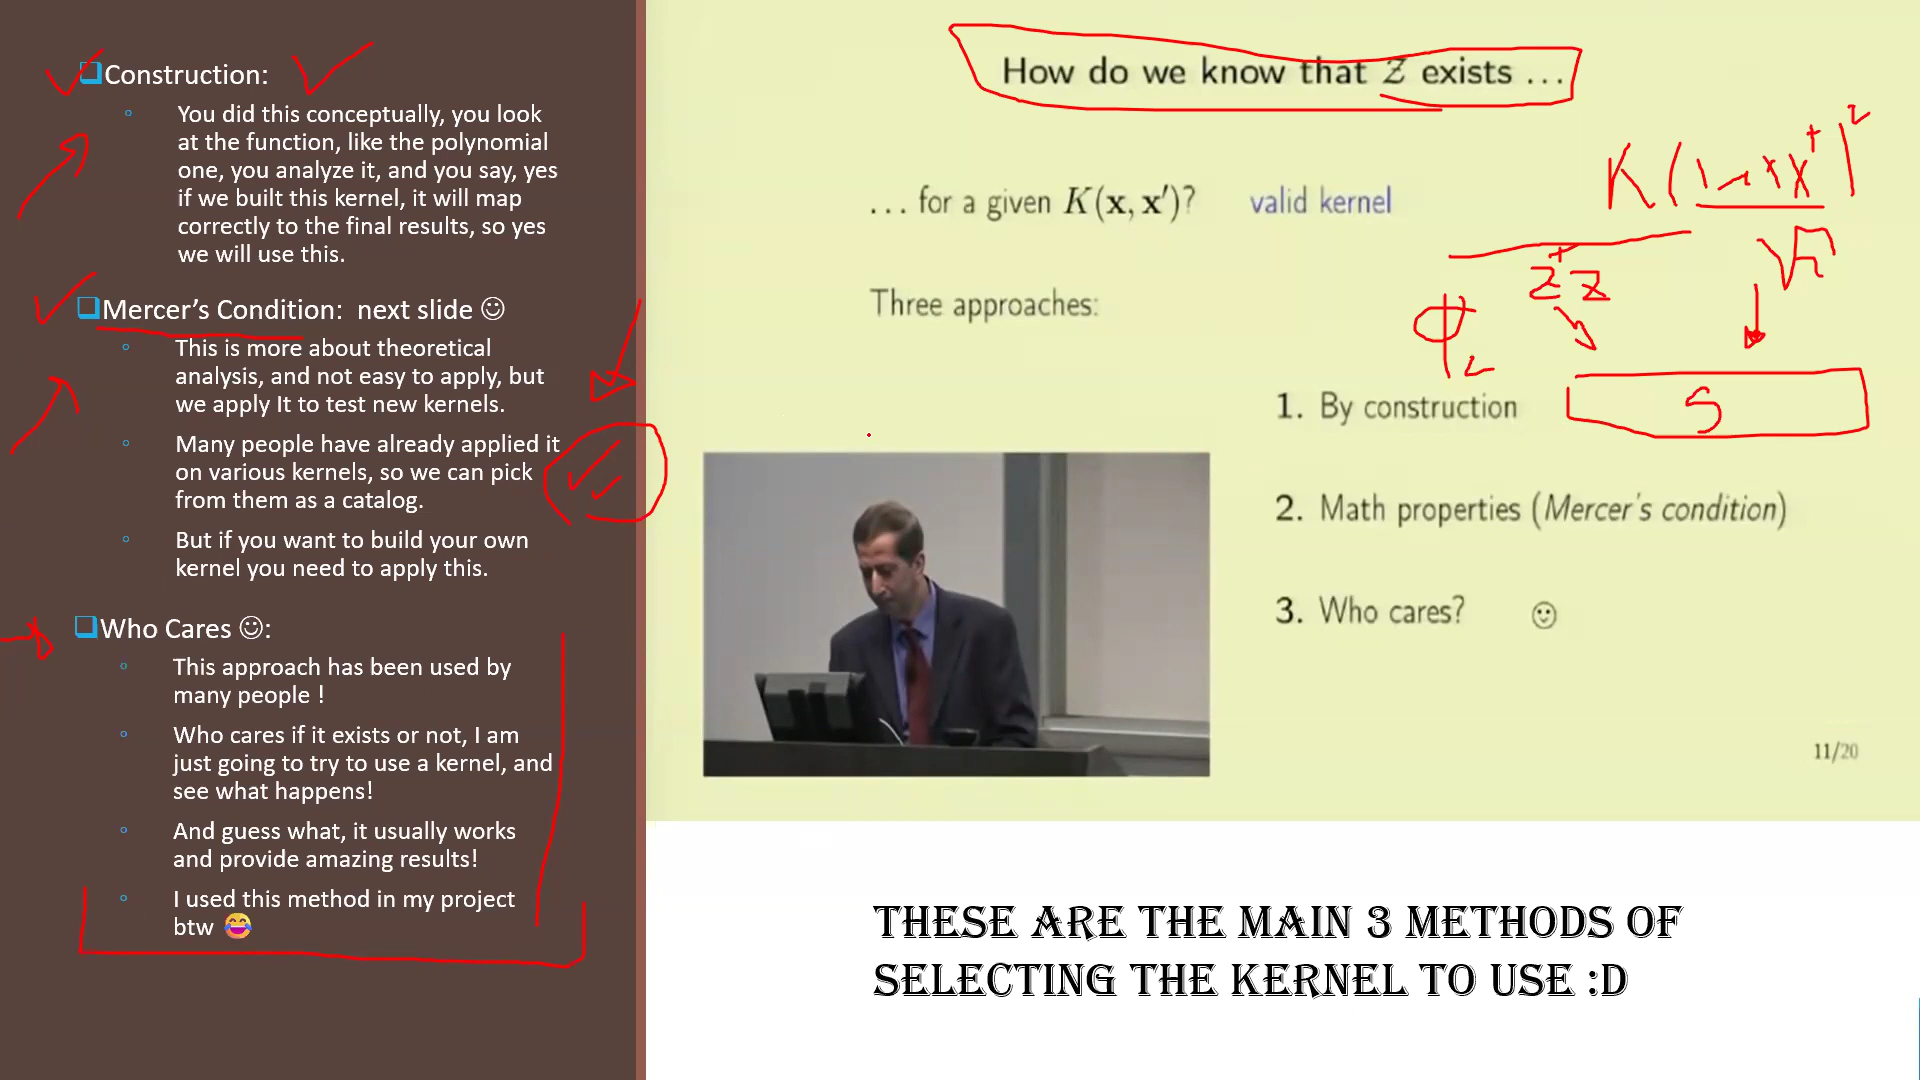 Construction:
You did this conceptually, you look
at the function, like the polynomial
one, you analyze it, and you say, yes
if we built this kernel, it will map
correctly to the final results, so yes
we will use this.
Mercer's Condition: next slide ☺
This is more about theoretical
analysis, and not easy to apply, but
we apply It to test new kernels.
Many people have already applied it
on various kernels, so we can pick
from them as a catalog.
But if you want to build your own
kernel you need to apply this.
Who Cares ☺:
This approach has been used by
many people !
Who cares if it exists or not, I am
just going to try to use a kernel, and
see what happens!
And guess what, it usually works
and provide amazing results!
I used this method in my project
btw 😂
How do we know that Z exists ...
... for a given K(x, x′)? valid kernel
Three approaches:
1. By construction
2. Math properties (Mercer's condition)
3. Who cares? ☺
11/20
S
THESE ARE THE MAIN 3 METHODS OF
SELECTING THE KERNEL TO USE :D